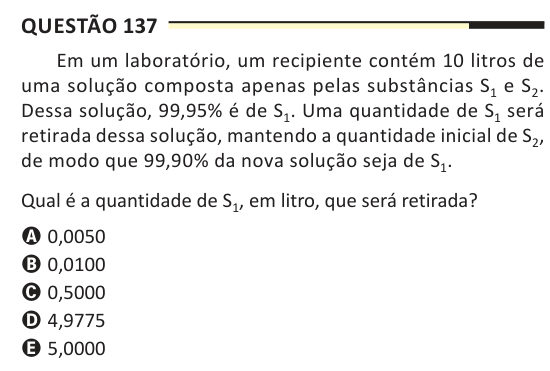 QUESTÃO 137
Em um laboratório, um recipiente contém 10 litros de
uma solução composta apenas pelas substâncias S₁ e S₂.
Dessa solução, 99,95% é de S₁. Uma quantidade de S₁ será
retirada dessa solução, mantendo a quantidade inicial de S₂,
de modo que 99,90% da nova solução seja de S₁.
Qual é a quantidade de S₁, em litro, que será retirada?
A 0,0050
B 0,0100
C 0,5000
D 4,9775
E 5,0000